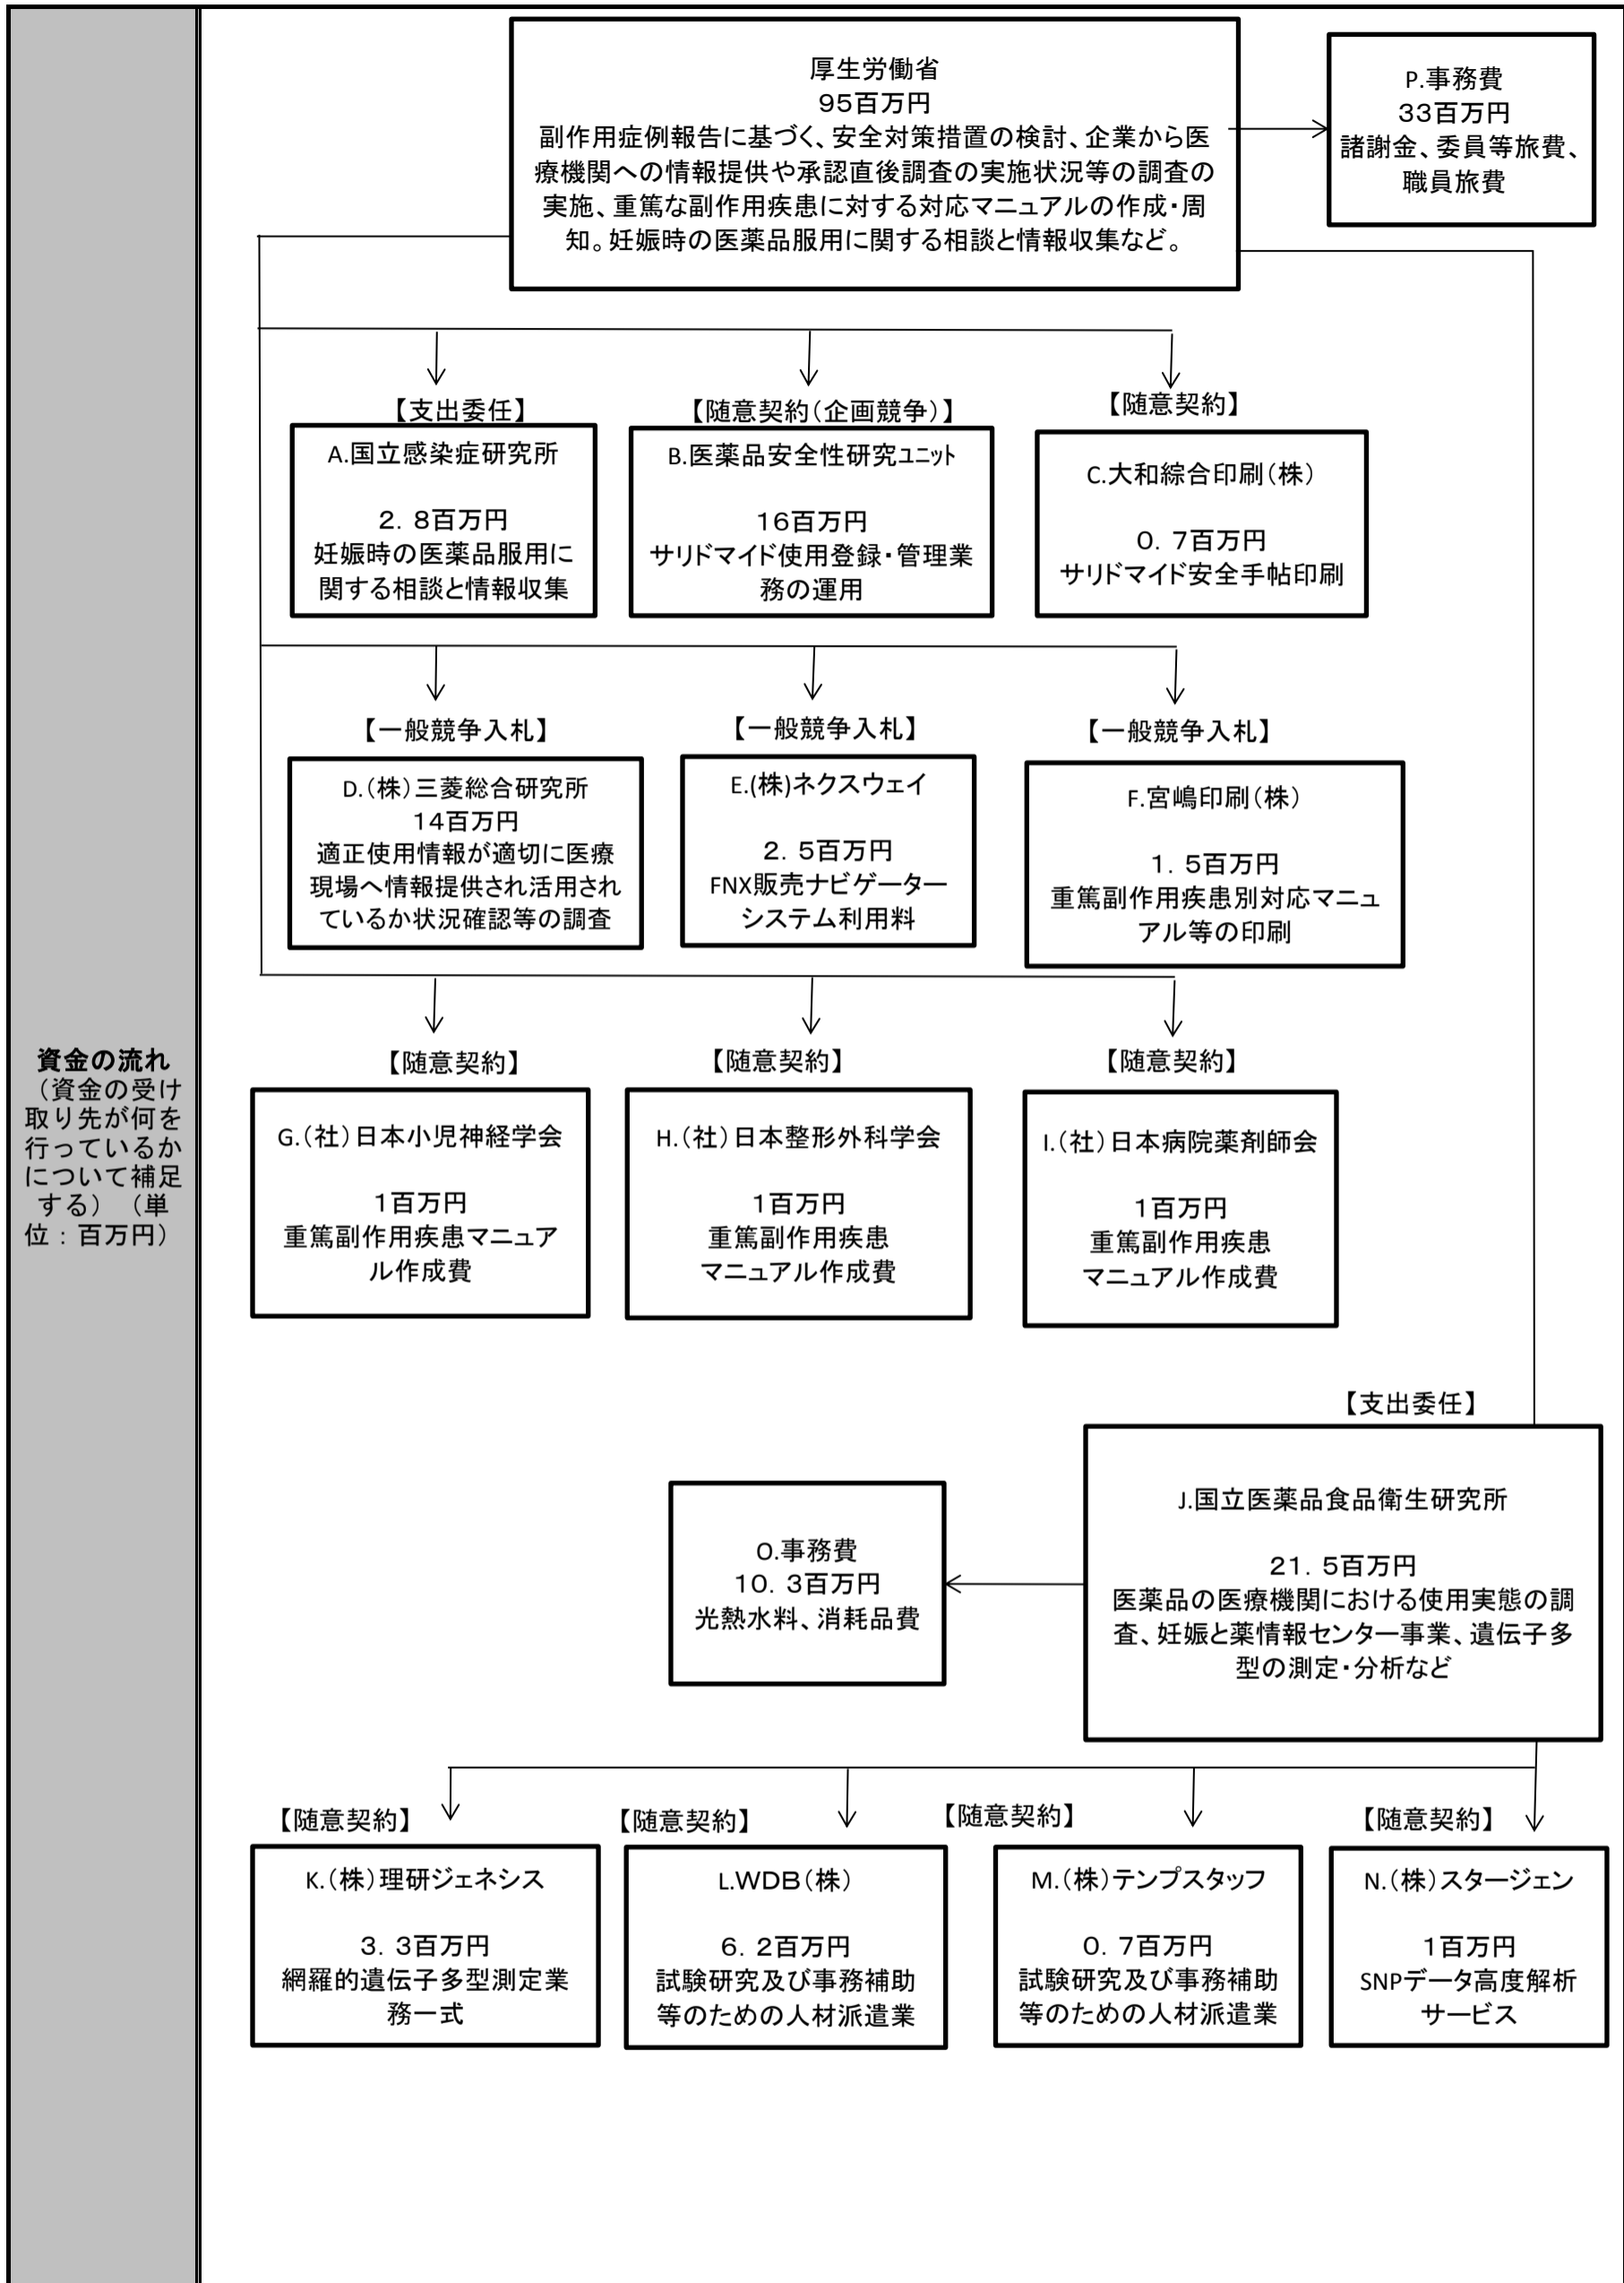 厚生労働省
９５百万円
副作用症例報告に基づく、安全対策措置の検討、企業から医
療機関への情報提供や承認直後調査の実施状況等の調査の
実施、重篤な副作用疾患に対する対応マニュアルの作成・周
知。妊娠時の医薬品服用に関する相談と情報収集など。
P.事務費
33百万円
諸謝金、委員等旅費、
職員旅費
【支出委任】
A.国立感染症研究所
２．８百万円
妊娠時の医薬品服用に
関する相談と情報収集
【随意契約（企画競争）】
B.医薬品安全性研究ﾕﾆｯﾄ
１６百万円
サリドマイド使用登録・管理業
務の運用
【随意契約】
C.大和綜合印刷（株）
０．７百万円
サリドマイド安全手帖印刷
【一般競争入札】
D.（株）三菱総合研究所
１４百万円
適正使用情報が適切に医療
現場へ情報提供され活用され
ているか状況確認等の調査
【一般競争入札】
E.(株)ネクスウェイ
２．５百万円
FNX販売ナビゲーター
システム利用料
【一般競争入札】
F.宮嶋印刷（株）
１．５百万円
重篤副作用疾患別対応マニュ
アル等の印刷
【随意契約】
G.（社）日本小児神経学会
１百万円
重篤副作用疾患マニュア
ル作成費
【随意契約】
H.（社）日本整形外科学会
１百万円
重篤副作用疾患
マニュアル作成費
【随意契約】
I.（社）日本病院薬剤師会
１百万円
重篤副作用疾患
マニュアル作成費
資金の流れ
（資金の受け
取り先が何を
行っているか
について補足
する）　（単
位：百万円）
【支出委任】
J.国立医薬品食品衛生研究所
２１．５百万円
医薬品の医療機関における使用実態の調
査、妊娠と薬情報センター事業、遺伝子多
型の測定・分析など
O.事務費
１０．３百万円
光熱水料、消耗品費
【随意契約】
K.（株）理研ジェネシス
３．３百万円
網羅的遺伝子多型測定業
務一式
【随意契約】
L.ＷＤＢ（株）
６．２百万円
試験研究及び事務補助
等のための人材派遣業
【随意契約】
M.（株）テンプスタッフ
０．７百万円
試験研究及び事務補助
等のための人材派遣業
【随意契約】
N.（株）スタージェン
１百万円
SNPデータ高度解析
サービス